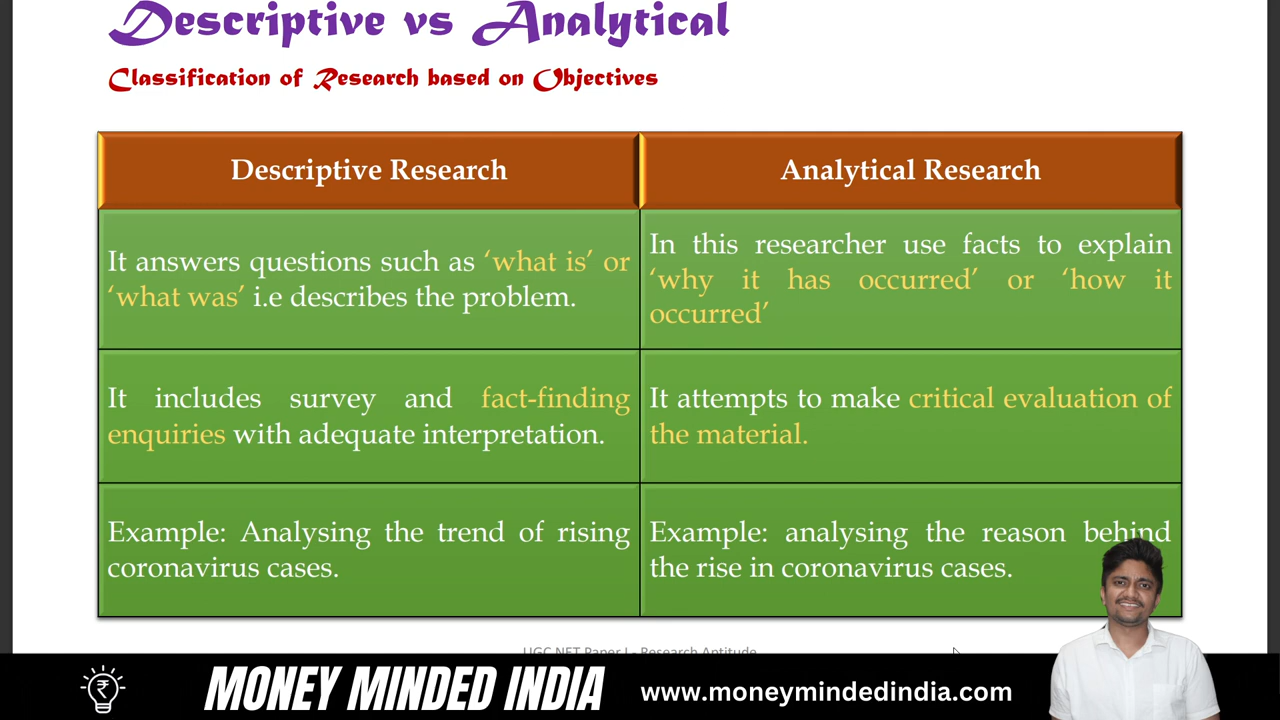 Descriptive vs Analytical
Classification of Research based on Objectives
Descriptive Research
Analytical Research
It answers questions such as ‘what is’ or
‘what was’ i.e describes the problem.
In this researcher use facts to explain
‘why it has occurred’ or ‘how it
occurred’
It includes survey and fact-finding
enquiries with adequate interpretation.
It attempts to make critical evaluation of
the material.
Example: Analysing the trend of rising
coronavirus cases.
Example: analysing the reason behind
the rise in coronavirus cases.
UGC NET Paper I - Research Aptitude
₹
MONEY MINDED INDIA
www.moneymindedindia.com